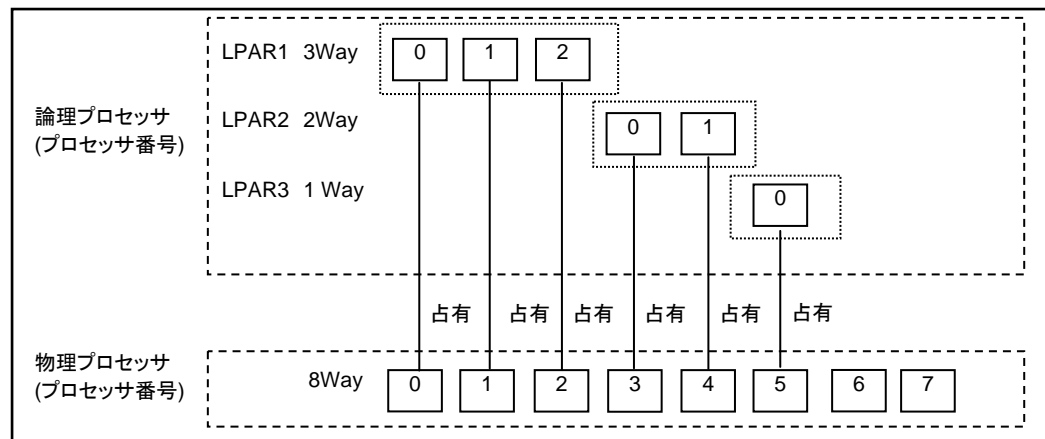 LPAR1 3Way 0 1 2
論理プロセッサ
(プロセッサ番号)
LPAR2 2Way 0 1
LPAR3 1 Way 0
占有 占有 占有 占有 占有 占有
物理プロセッサ
(プロセッサ番号)
8Way 0 1 2 3 4 5 6 7